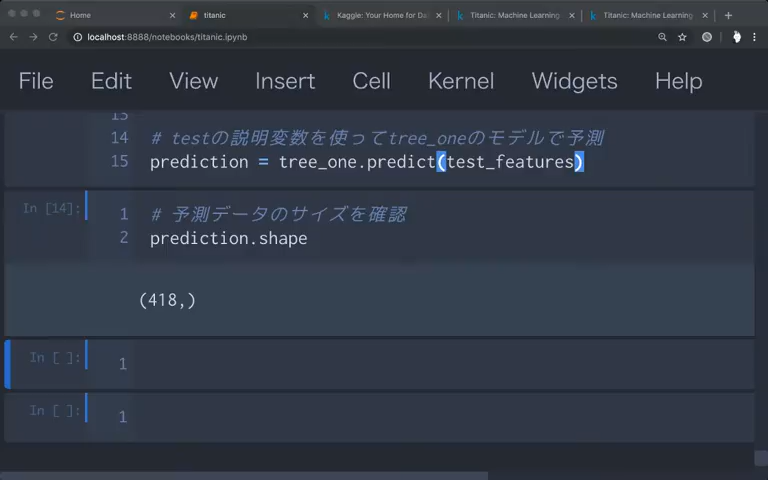 Home
titanic
Kaggle: Your Home for Dat
Titanic: Machine Learning
Titanic: Machine Learning
localhost:8888/notebooks/titanic.ipynb
File Edit View Insert Cell Kernel Widgets Help
13
14 # testの説明変数を使ってtree_oneのモデルで予測
15 prediction = tree_one.predict(test_features)
In [14]:
1 # 予測データのサイズを確認
2 prediction.shape
(418,)
In [ ]: 1
In [ ]: 1